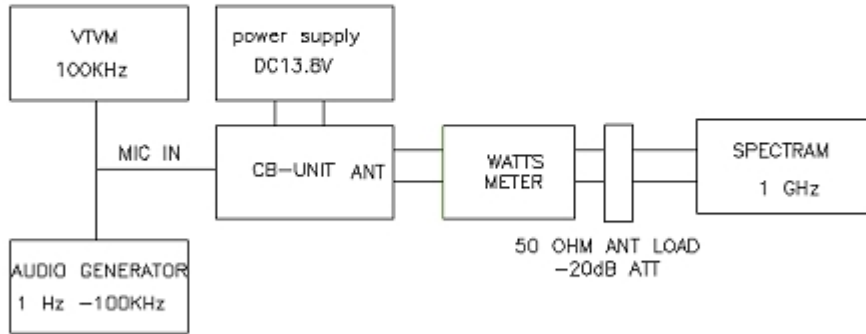 VTVM
100KHz
power supply
DC13.8V
MIC IN
CB-UNIT ANT
WATTS
METER
SPECTRAM
1 GHz
AUDIO GENERATOR
1 Hz -100KHz
50 OHM ANT LOAD
-20dB ATT